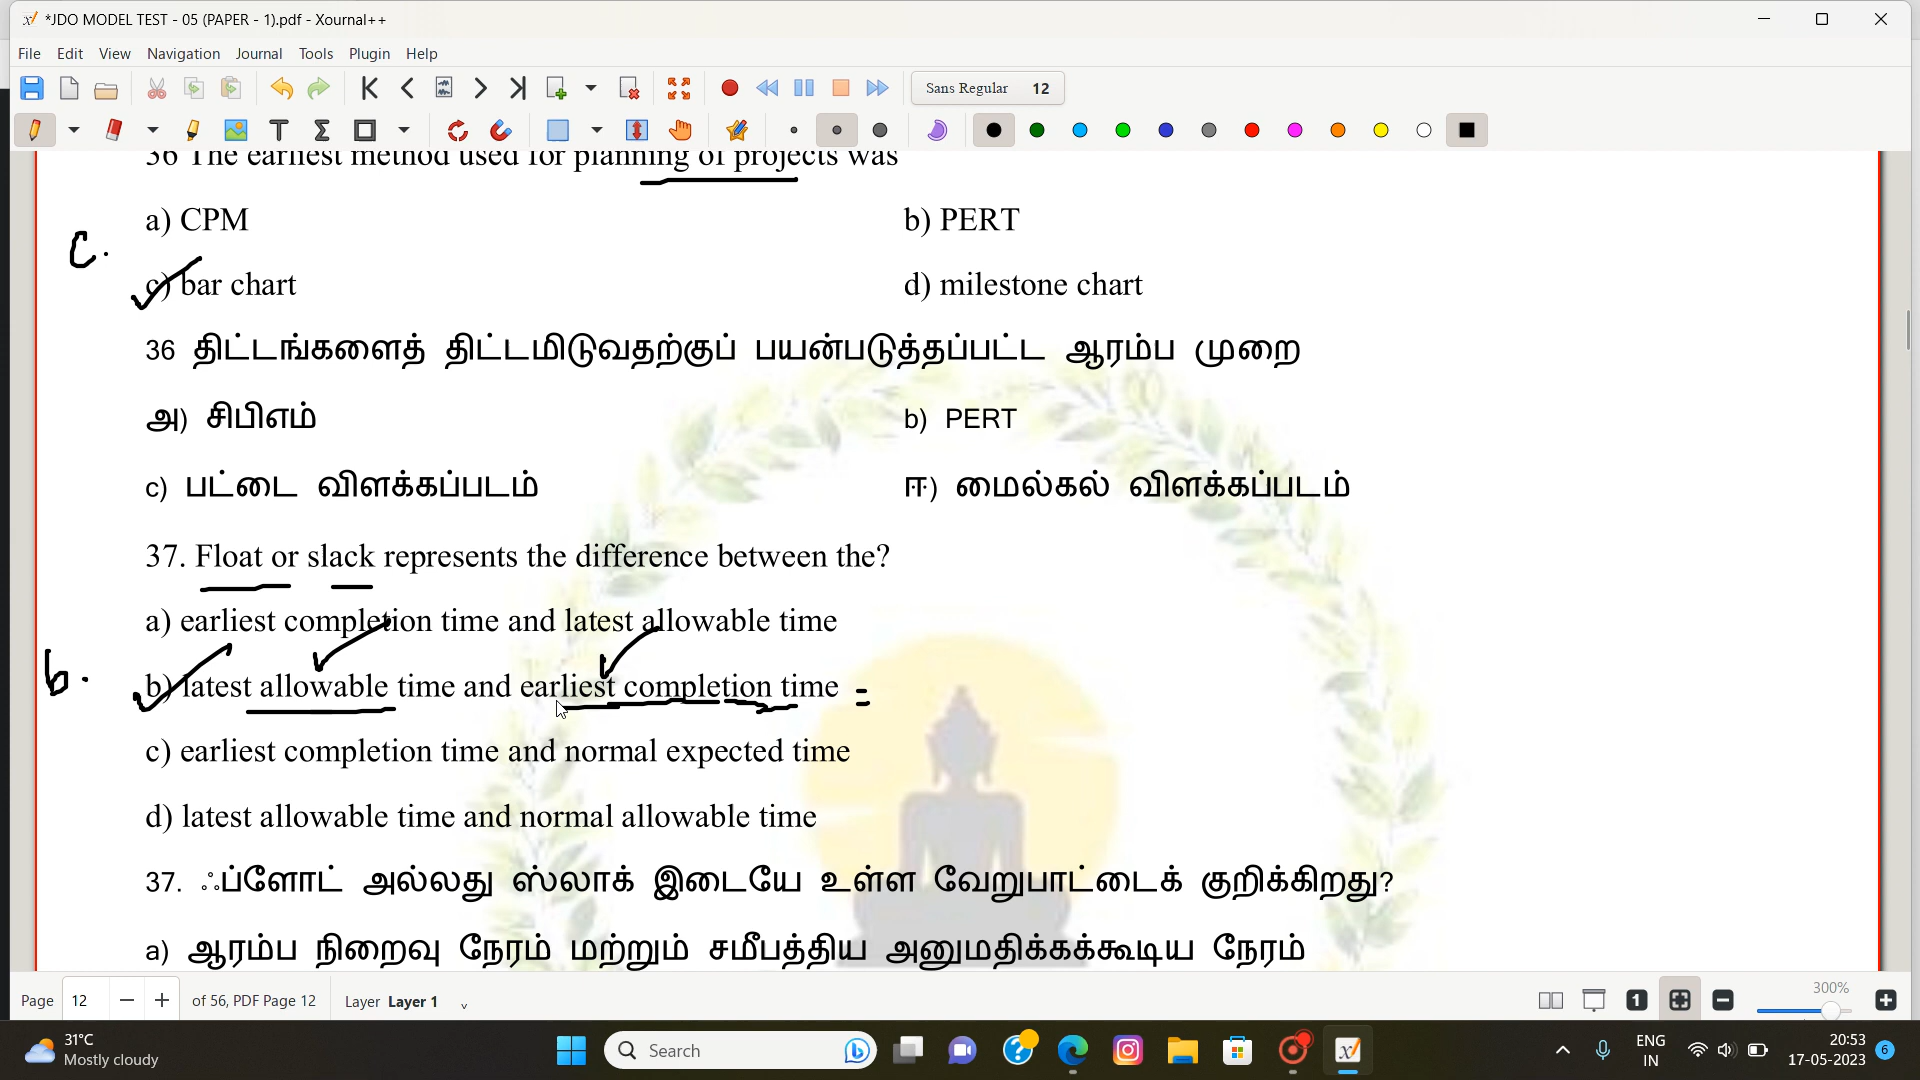 *JDO MODEL TEST - 05 (PAPER - 1).pdf - Xournal++
File Edit View Navigation Journal Tools Plugin Help
Sans Regular 12
36 The earliest method used for planning of projects was
a) CPM b) PERT
C.
c) bar chart d) milestone chart
36 திட்டங்களைத் திட்டமிடுவதற்குப் பயன்படுத்தப்பட்ட ஆரம்ப முறை
அ) சிபிஎம் b) PERT
c) பட்டை விளக்கப்படம் ஈ) மைல்கல் விளக்கப்படம்
37. Float or slack represents the difference between the?
a) earliest completion time and latest allowable time
b.
b) latest allowable time and earliest completion time =
c) earliest completion time and normal expected time
d) latest allowable time and normal allowable time
37. ஃப்ளோட் அல்லது ஸ்லாக் இடையே உள்ள வேறுபாட்டைக் குறிக்கிறது?
a) ஆரம்ப நிறைவு நேரம் மற்றும் சமீபத்திய அனுமதிக்கக்கூடிய நேரம்
Page 12 of 56, PDF Page 12 Layer Layer 1 300%
31°C
Mostly cloudy
Search
ENG
IN
20:53
17-05-2023
6